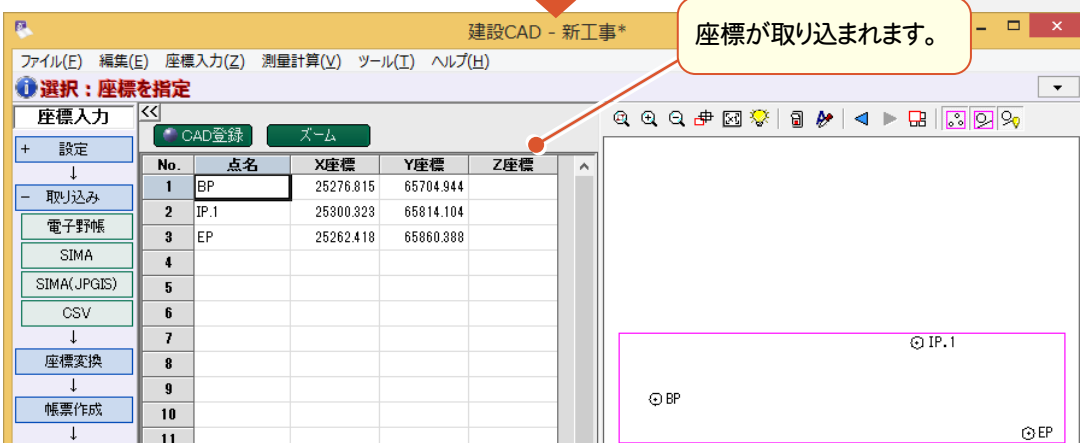 建設CAD - 新工事*
座標が取り込まれます。
ファイル(F) 編集(E) 座標入力(Z) 測量計算(V) ツール(T) ヘルプ(H)
選択：座標を指定
座標入力
<<
+ 設定
↓
- 取り込み
電子野帳
SIMA
SIMA(JPGIS)
CSV
↓
座標変換
↓
帳票作成
↓
CAD登録 ズーム
No. 点名 X座標 Y座標 Z座標
1 BP 25276.815 65704.944
2 IP.1 25300.323 65814.104
3 EP 25262.418 65860.388
4
5
6
7
8
9
10
11
IP.1
BP
EP